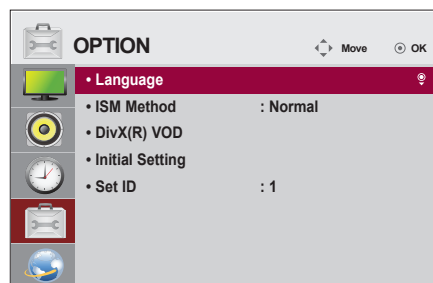 OPTION
Move
OK
• Language
• ISM Method : Normal
• DivX(R) VOD
• Initial Setting
• Set ID : 1